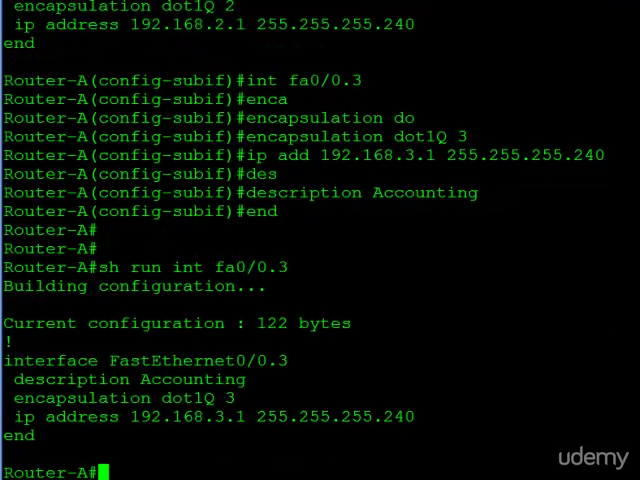 encapsulation dot1Q 2
ip address 192.168.2.1 255.255.255.240
end
Router-A(config-subif)#int fa0/0.3
Router-A(config-subif)#enca
Router-A(config-subif)#encapsulation do
Router-A(config-subif)#encapsulation dot1Q 3
Router-A(config-subif)#ip add 192.168.3.1 255.255.255.240
Router-A(config-subif)#des
Router-A(config-subif)#description Accounting
Router-A(config-subif)#end
Router-A#
Router-A#
Router-A#sh run int fa0/0.3
Building configuration...
Current configuration : 122 bytes
!
interface FastEthernet0/0.3
description Accounting
encapsulation dot1Q 3
ip address 192.168.3.1 255.255.255.240
end
Router-A#
udemy